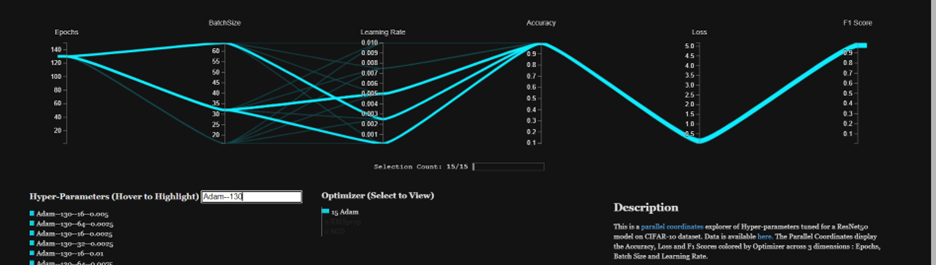 Epochs
BatchSize
Learning Rate
Accuracy
Loss
F1 Score
140
120
100
80
60
40
20
60
55
50
45
40
35
30
25
20
0.010
0.009
0.008
0.007
0.006
0.005
0.004
0.003
0.002
0.001
0.9
0.8
0.7
0.6
0.5
0.4
0.3
0.2
0.1
5.0
4.5
4.0
3.5
3.0
2.5
2.0
1.5
1.0
0.5
0.9
0.8
0.7
0.6
0.5
0.4
0.3
0.2
0.1
Selection Count: 15/15
Hyper-Parameters (Hover to Highlight) Adam--130
Optimizer (Select to View)
15 Adam
Adam--130--16--0.005
Adam--130--64--0.0025
Adam--130--16--0.0025
Adam--130--32--0.0025
Adam--130--16--0.01
Adam--130--64--0.0025
Description
This is a parallel coordinates explorer of Hyper-parameters tuned for a ResNet50
model on CIFAR-10 dataset. Data is available here. The Parallel Coordinates display
the Accuracy, Loss and F1 Scores colored by Optimizer across 3 dimensions : Epochs,
Batch Size and Learning Rate.